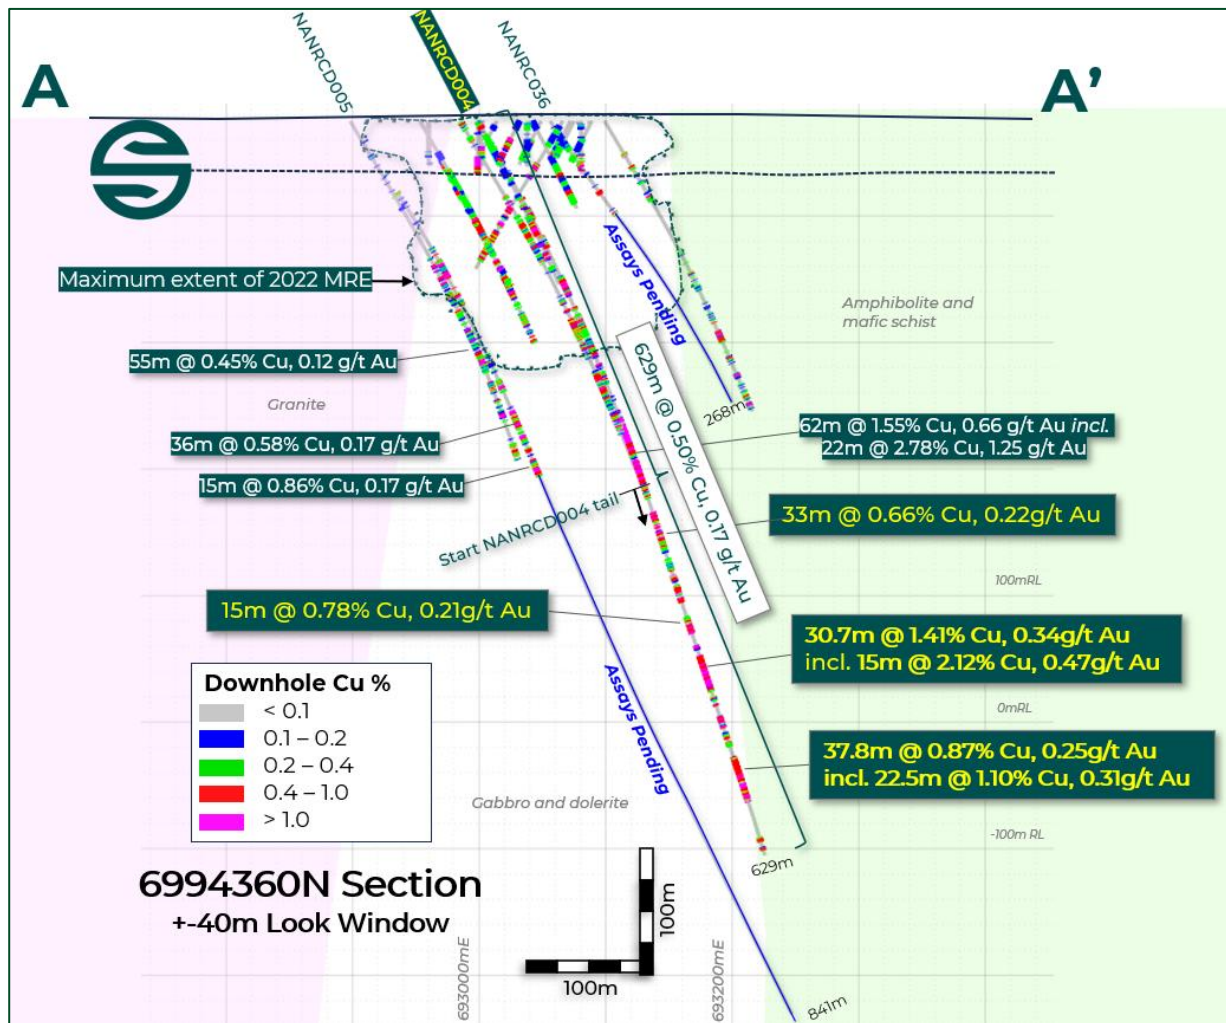 A
NANRCD005
NANRCD004
NANRC036
A’
Maximum extent of 2022 MRE
Assays Pending
Amphibolite and
mafic schist
55m @ 0.45% Cu, 0.12 g/t Au
Granite
629m @ 0.50% Cu, 0.17 g/t Au
268m
36m @ 0.58% Cu, 0.17 g/t Au
62m @ 1.55% Cu, 0.66 g/t Au incl.
22m @ 2.78% Cu, 1.25 g/t Au
15m @ 0.86% Cu, 0.17 g/t Au
Start NANRCD004 tail
33m @ 0.66% Cu, 0.22g/t Au
100mRL
15m @ 0.78% Cu, 0.21g/t Au
30.7m @ 1.41% Cu, 0.34g/t Au
incl. 15m @ 2.12% Cu, 0.47g/t Au
Assays Pending
0mRL
Downhole Cu %
< 0.1
0.1 – 0.2
0.2 – 0.4
0.4 – 1.0
> 1.0
37.8m @ 0.87% Cu, 0.25g/t Au
incl. 22.5m @ 1.10% Cu, 0.31g/t Au
Gabbro and dolerite
-100m RL
629m
6994360N Section
+-40m Look Window
100m
100m
693000mE
693200mE
841m